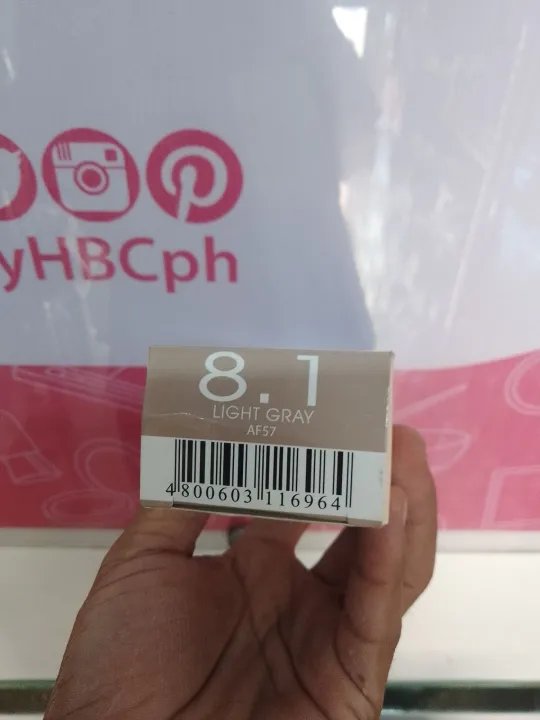 yHBCph
8.1
LIGHT GRAY
AF57
4 800603 116964